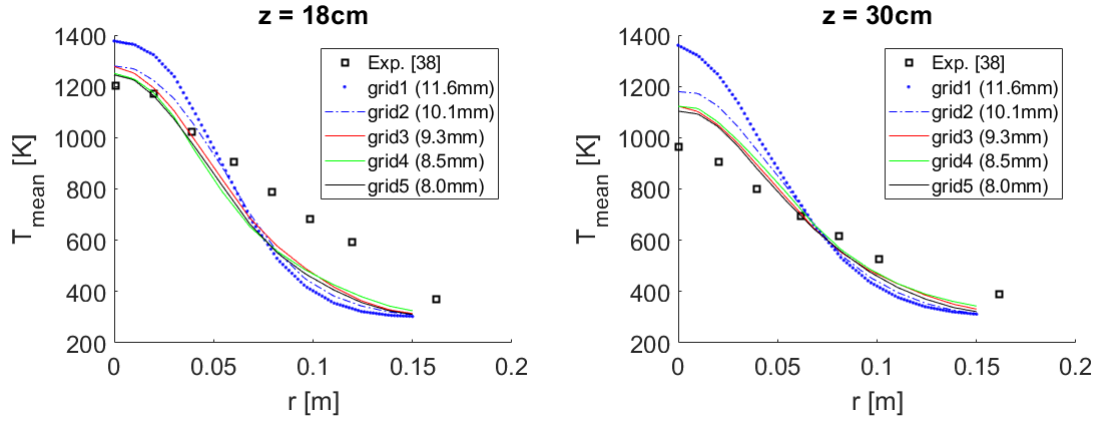 z = 18cm
1400
1200
1000
800
600
400
200
T_mean [K]
0
0.05
0.1
0.15
0.2
r [m]
Exp. [38]
grid1 (11.6mm)
grid2 (10.1mm)
grid3 (9.3mm)
grid4 (8.5mm)
grid5 (8.0mm)
z = 30cm
1400
1200
1000
800
600
400
200
T_mean [K]
0
0.05
0.1
0.15
0.2
r [m]
Exp. [38]
grid1 (11.6mm)
grid2 (10.1mm)
grid3 (9.3mm)
grid4 (8.5mm)
grid5 (8.0mm)